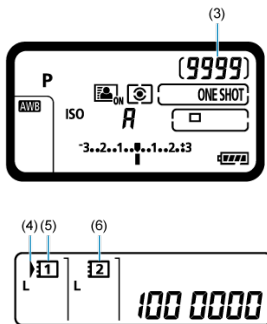 (3)
[9999]
P
ON
ONE SHOT
AWB
ISO
A
-3..2..1..0..1..2.:3
(4) (5) (6)
1 2
L L
100 0000